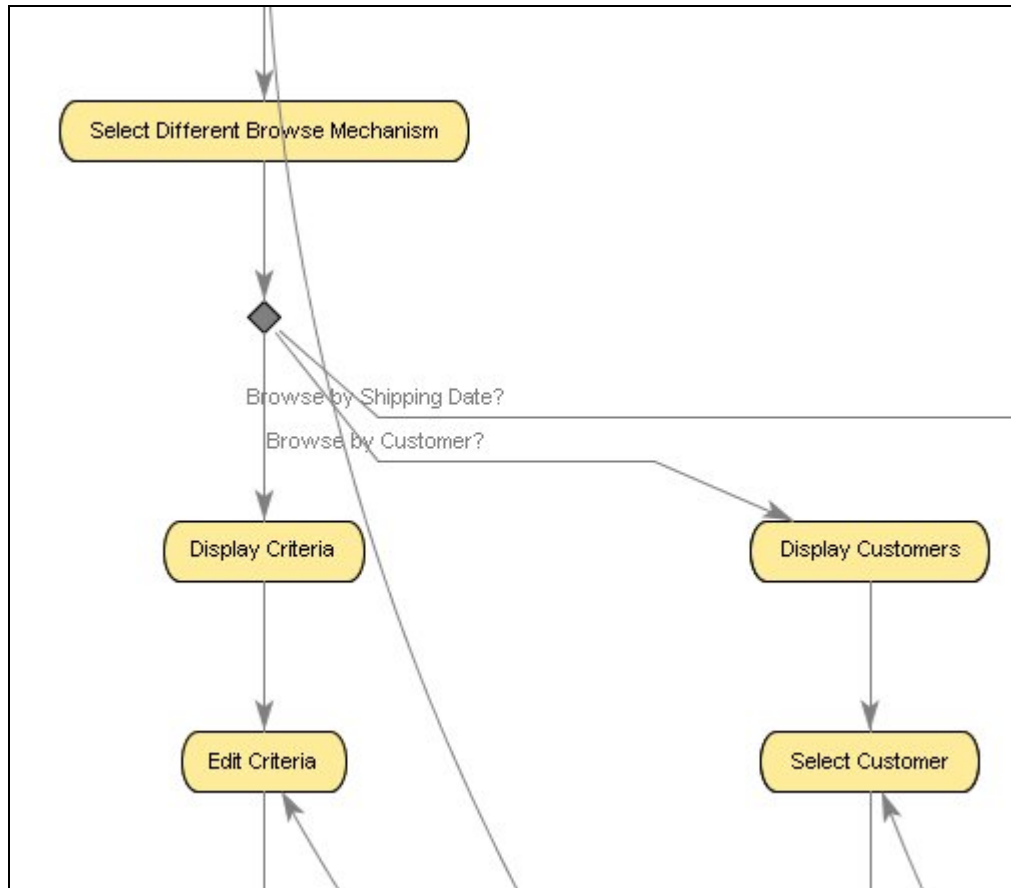 Select Different Browse Mechanism
Browse by Shipping Date?
Browse by Customer?
Display Criteria
Display Customers
Edit Criteria
Select Customer